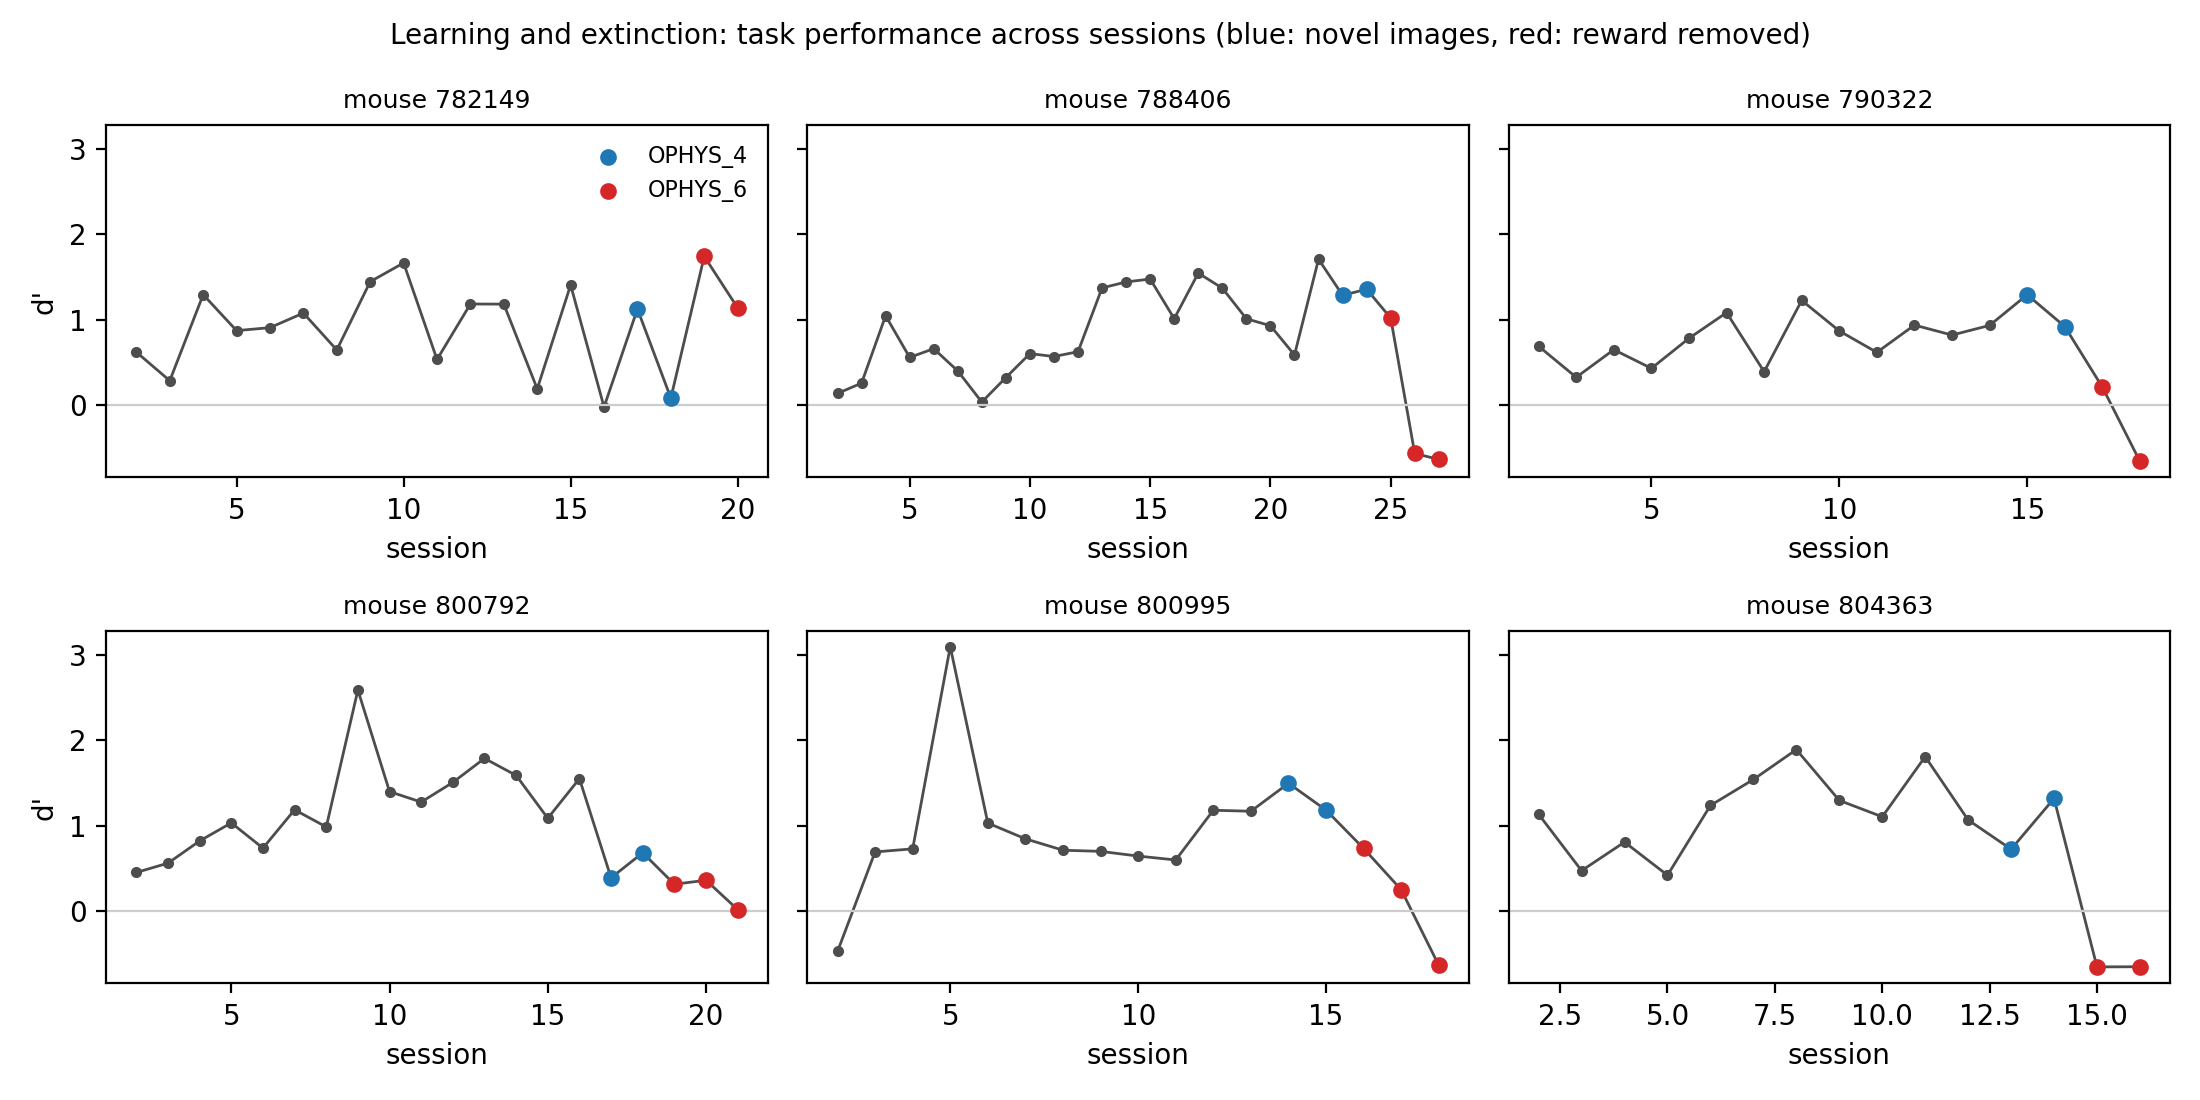 Learning and extinction: task performance across sessions (blue: novel images, red: reward removed)
mouse 782149
mouse 788406
mouse 790322
d'
3
2
1
0
OPHYS_4
OPHYS_6
5
10
15
20
5
10
15
20
25
5
10
15
session
session
session
mouse 800792
mouse 800995
mouse 804363
d'
3
2
1
0
5
10
15
20
5
10
15
2.5
5.0
7.5
10.0
12.5
15.0
session
session
session